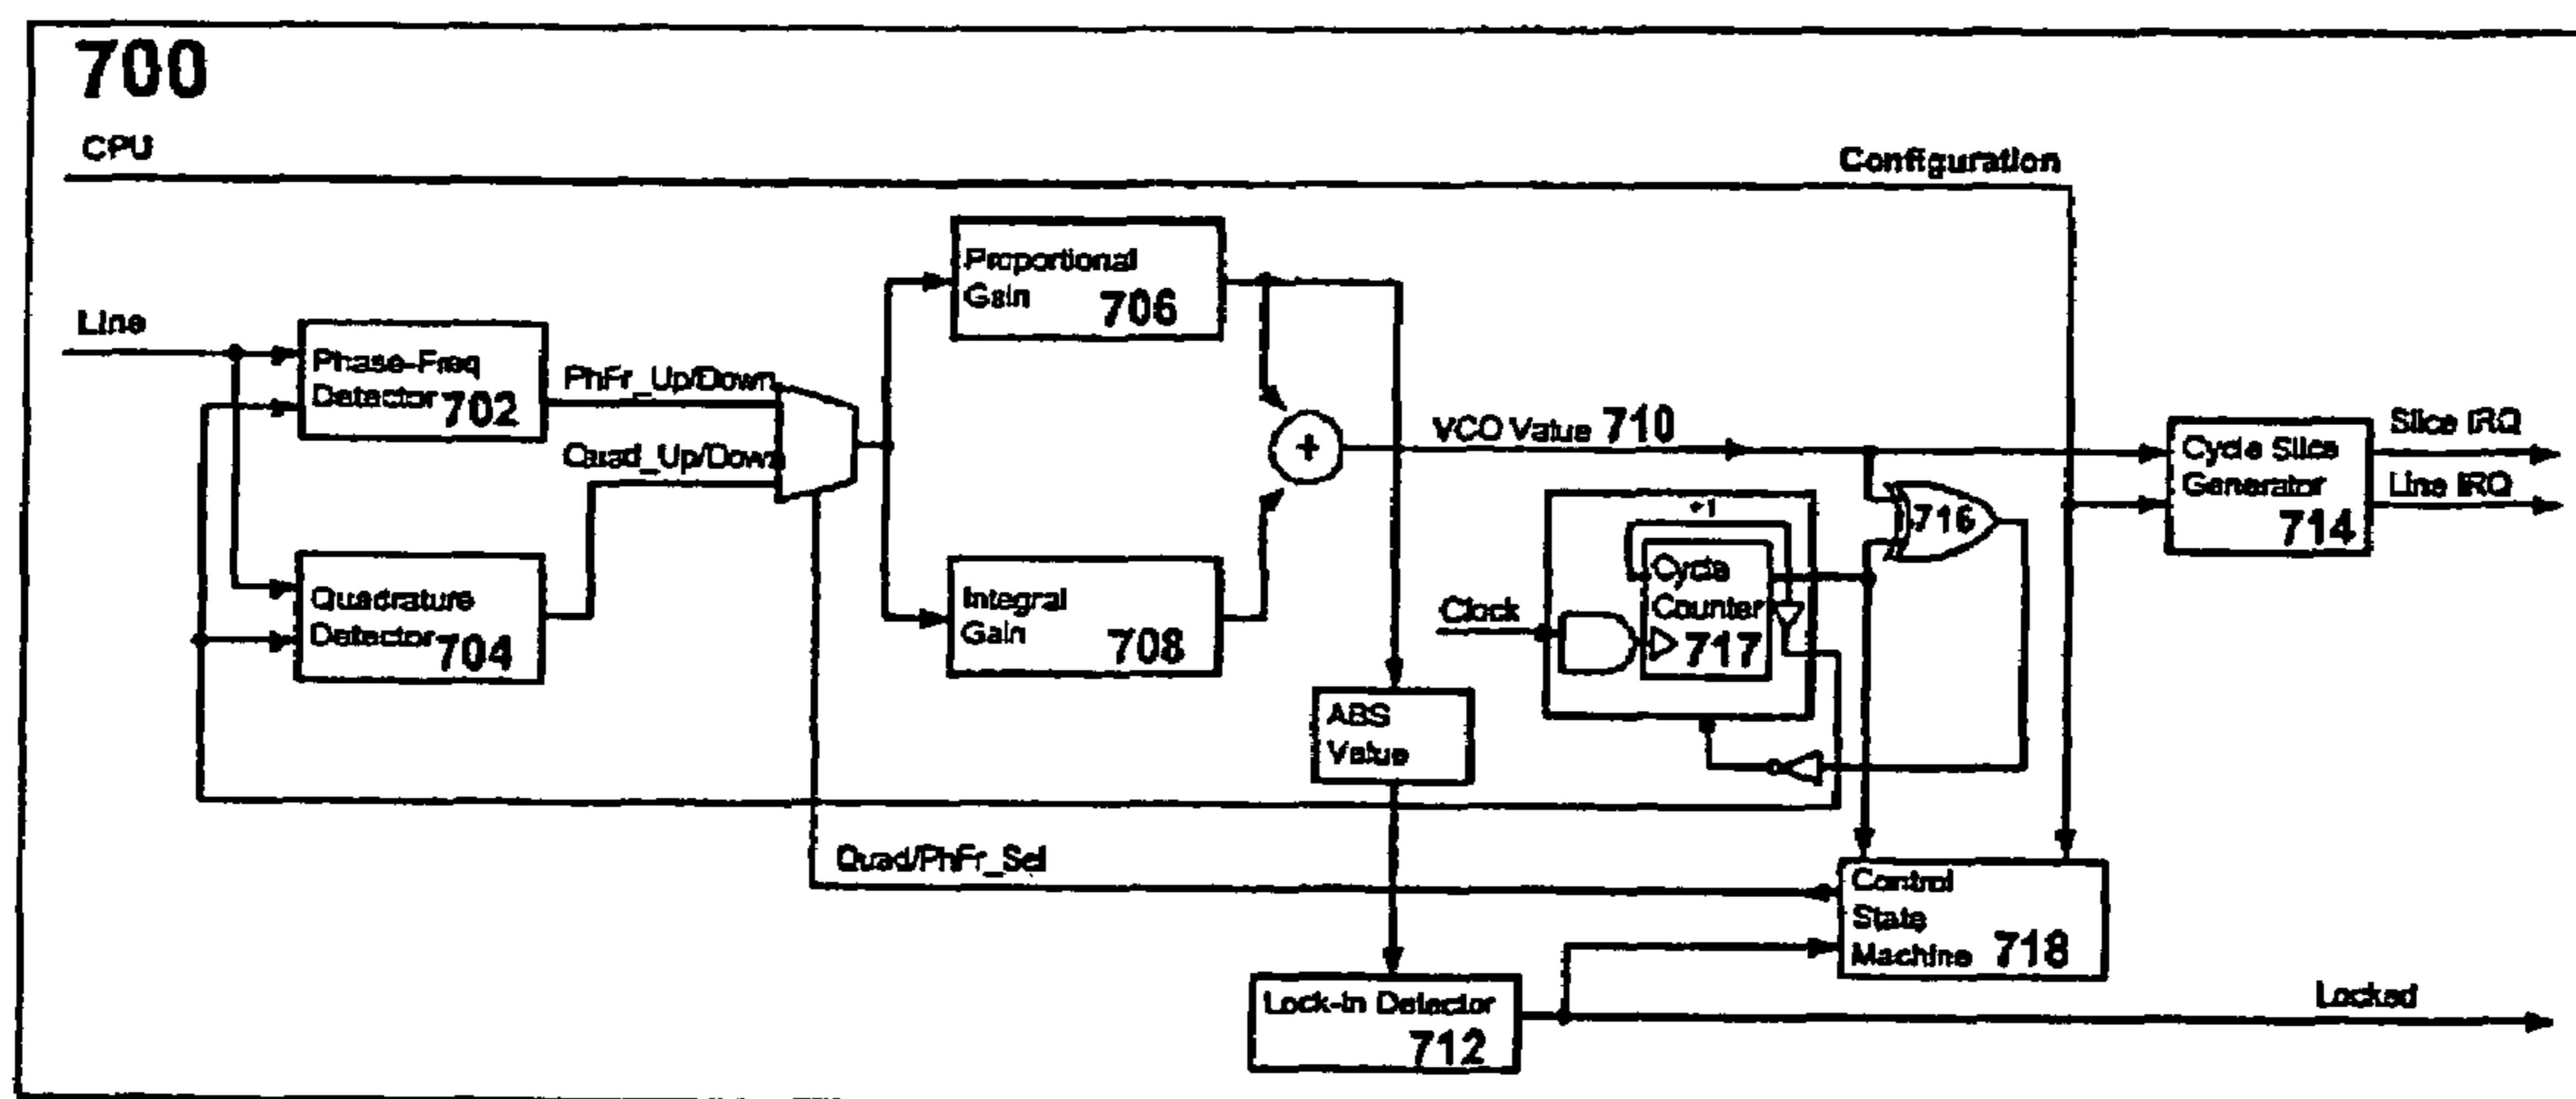 700
CPU
Configuration
Line
Phase-Freq
Detector 702
PhFr_Up/Down
Quad_Up/Down
Quadrature
Detector 704
Proportional
Gain 706
Integral
Gain 708
+
VCO Value 710
ABS
Value
Clock
+1
Cycle
Counter
717
716
Cycle Slice
Generator
714
Slice IRQ
Line IRQ
Quad/PhFr_Sel
Control
State
Machine 718
Lock-In Detector
712
Locked